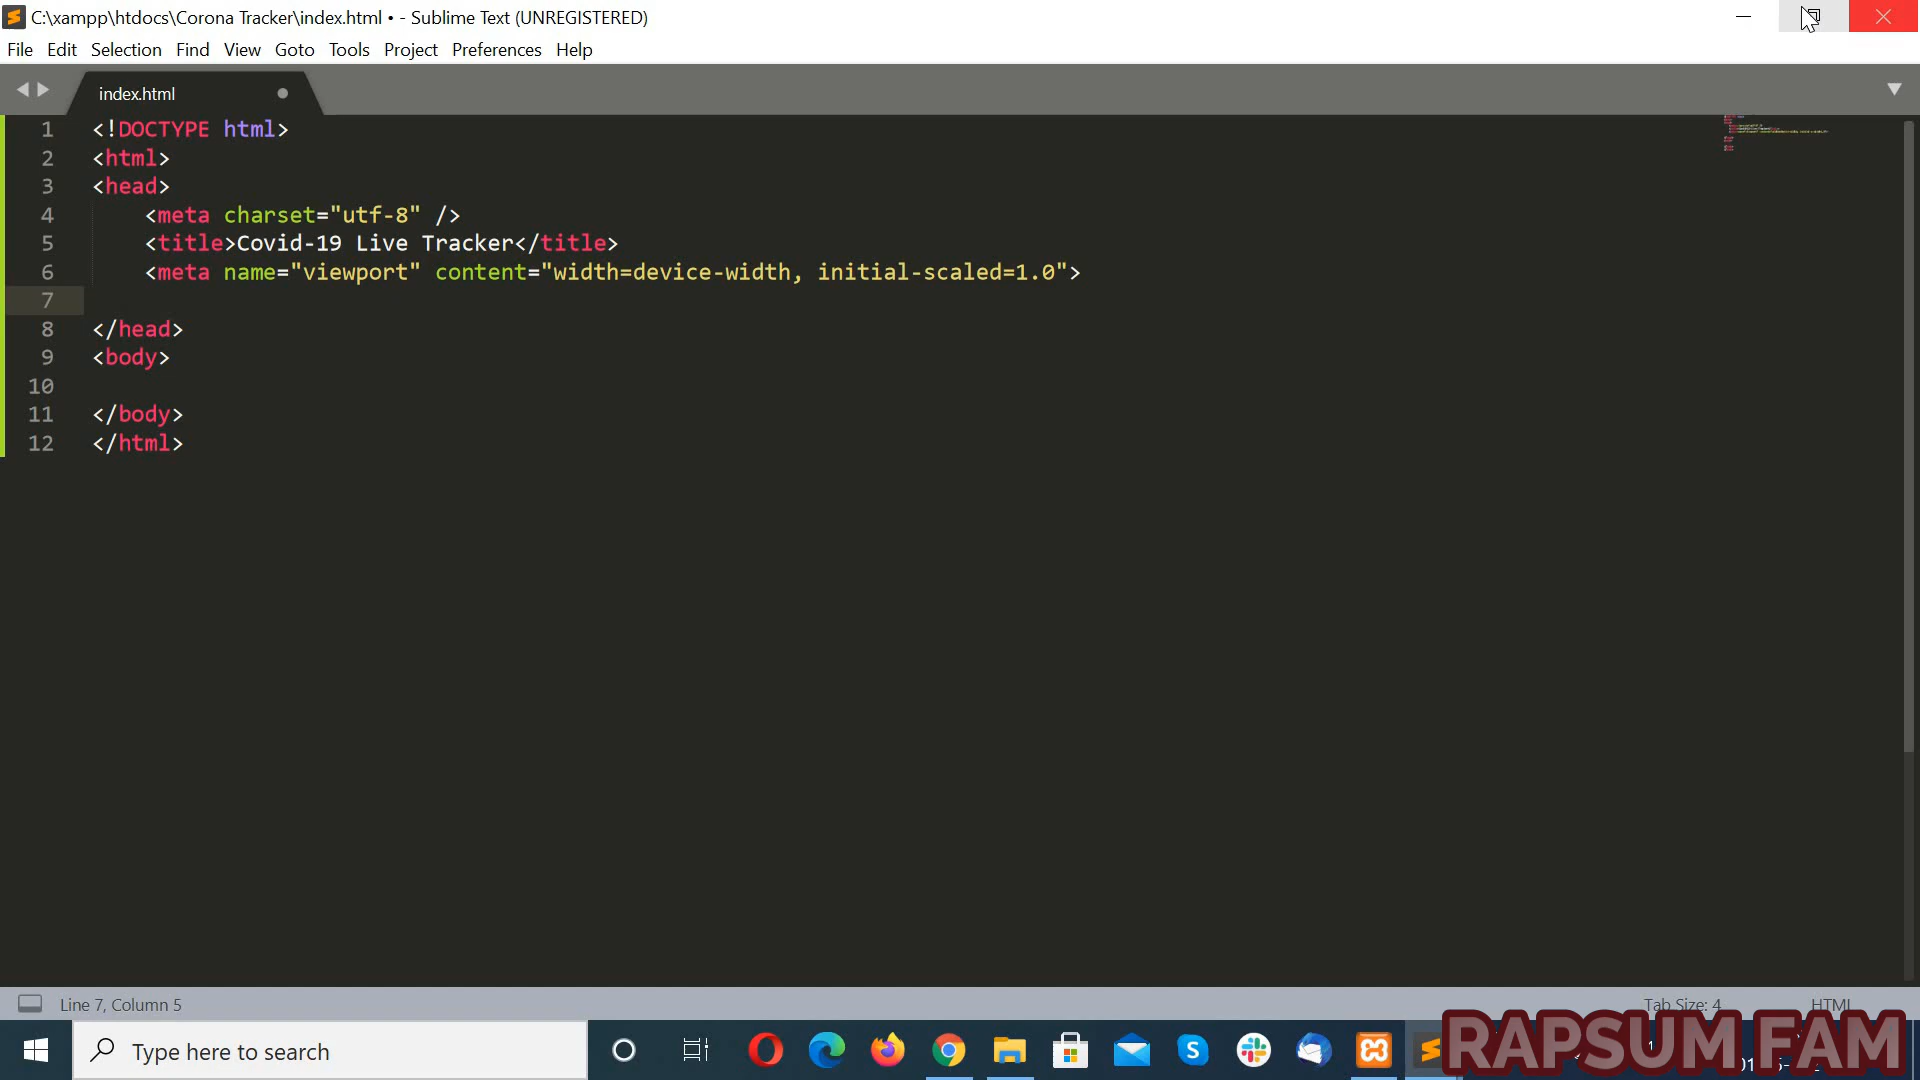 C:\xampp\htdocs\Corona Tracker\index.html • - Sublime Text (UNREGISTERED)
File Edit Selection Find View Goto Tools Project Preferences Help
index.html
1 <!DOCTYPE html>
2 <html>
3 <head>
4 <meta charset="utf-8" />
5 <title>Covid-19 Live Tracker</title>
6 <meta name="viewport" content="width=device-width, initial-scaled=1.0">
7
8 </head>
9 <body>
10
11 </body>
12 </html>
Line 7, Column 5
Tab Size: 4
HTML
Type here to search
RAPSUM FAM